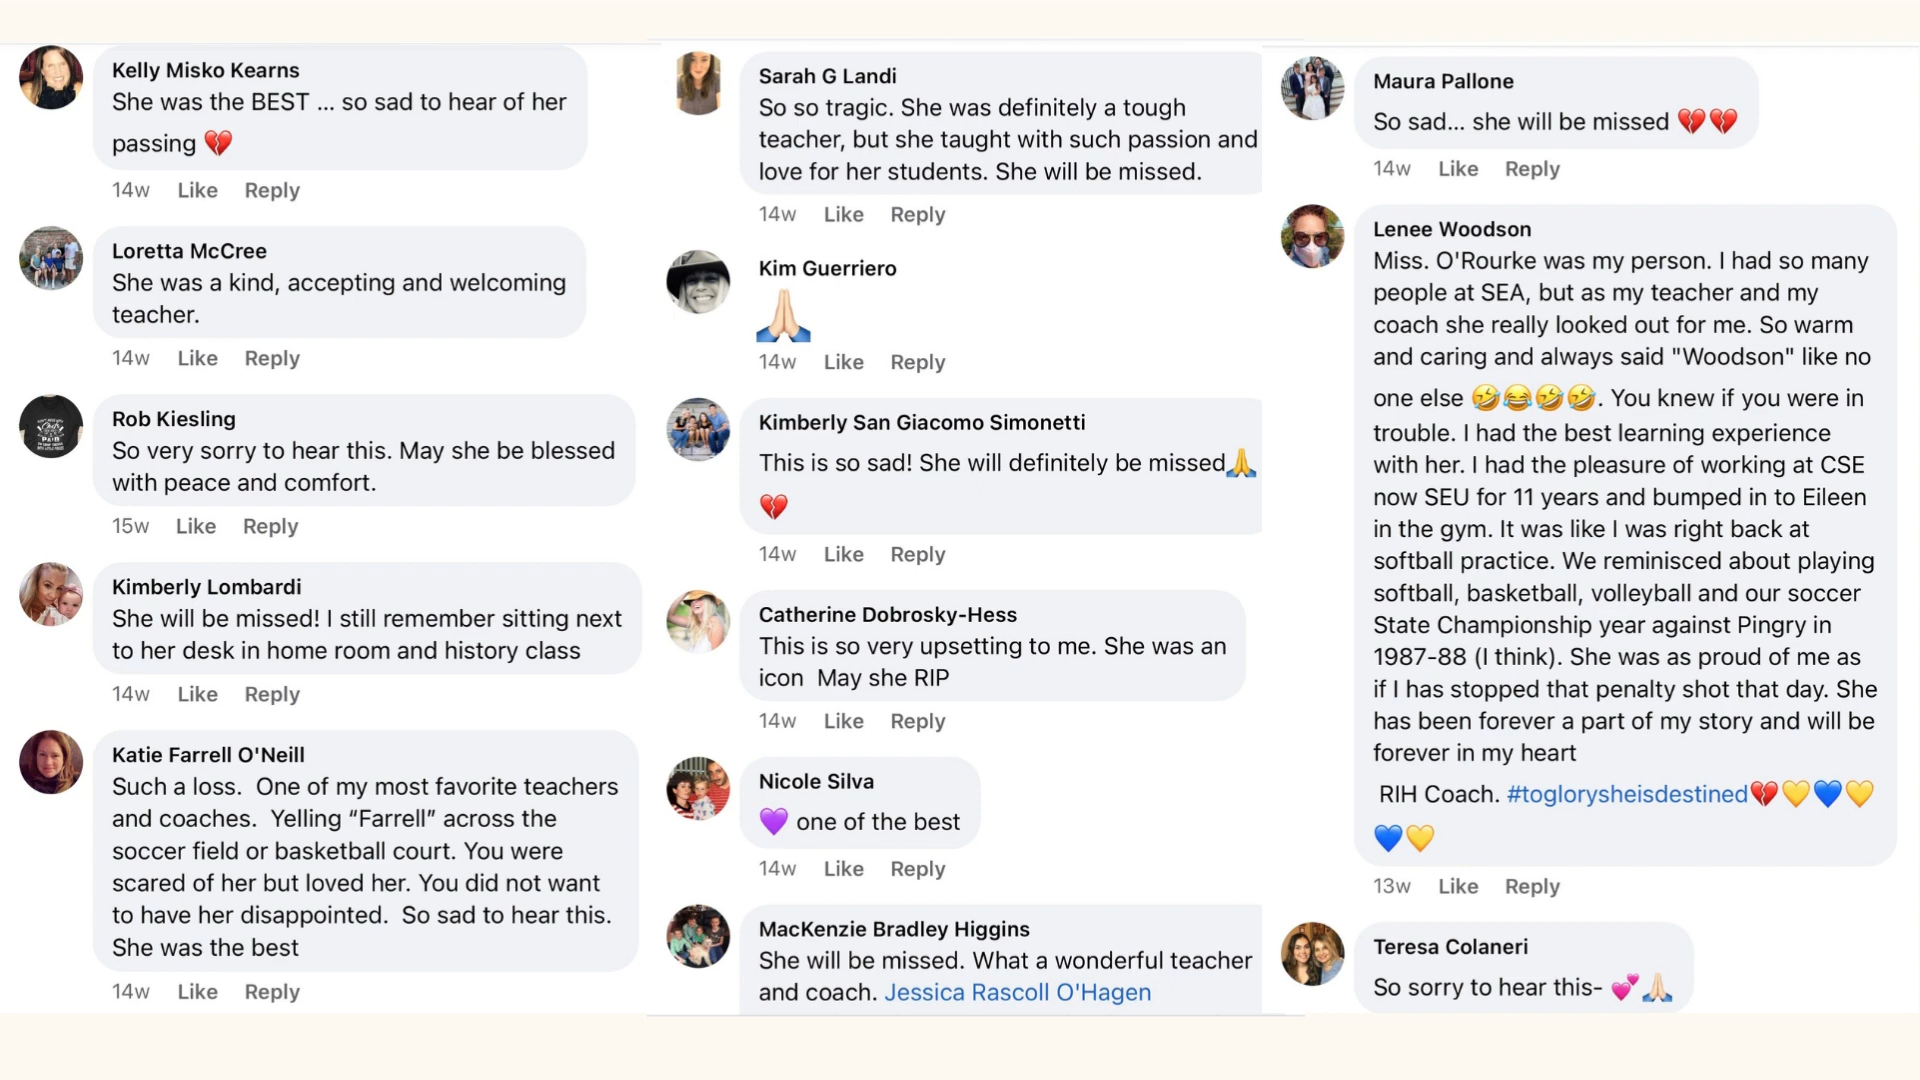 Kelly Misko Kearns
She was the BEST ... so sad to hear of her
passing 💔
14w Like Reply
Loretta McCree
She was a kind, accepting and welcoming
teacher.
14w Like Reply
Rob Kiesling
So very sorry to hear this. May she be blessed
with peace and comfort.
15w Like Reply
Kimberly Lombardi
She will be missed! I still remember sitting next
to her desk in home room and history class
14w Like Reply
Katie Farrell O'Neill
Such a loss. One of my most favorite teachers
and coaches. Yelling “Farrell” across the
soccer field or basketball court. You were
scared of her but loved her. You did not want
to have her disappointed. So sad to hear this.
She was the best
14w Like Reply
Sarah G Landi
So so tragic. She was definitely a tough
teacher, but she taught with such passion and
love for her students. She will be missed.
14w Like Reply
Kim Guerriero
🙏🏻
14w Like Reply
Kimberly San Giacomo Simonetti
This is so sad! She will definitely be missed🙏
💔
14w Like Reply
Catherine Dobrosky-Hess
This is so very upsetting to me. She was an
icon May she RIP
14w Like Reply
Nicole Silva
💜 one of the best
14w Like Reply
MacKenzie Bradley Higgins
She will be missed. What a wonderful teacher
and coach. Jessica Rascoll O'Hagen
Maura Pallone
So sad... she will be missed 💔💔
14w Like Reply
Lenee Woodson
Miss. O'Rourke was my person. I had so many
people at SEA, but as my teacher and my
coach she really looked out for me. So warm
and caring and always said "Woodson" like no
one else 🤣😂🤣🤣. You knew if you were in
trouble. I had the best learning experience
with her. I had the pleasure of working at CSE
now SEU for 11 years and bumped in to Eileen
in the gym. It was like I was right back at
softball practice. We reminisced about playing
softball, basketball, volleyball and our soccer
State Championship year against Pingry in
1987-88 (I think). She was as proud of me as
if I has stopped that penalty shot that day. She
has been forever a part of my story and will be
forever in my heart
RIH Coach. #toglorysheisdestined💔💛💙💛
💙💛
13w Like Reply
Teresa Colaneri
So sorry to hear this- 💕🙏🏻